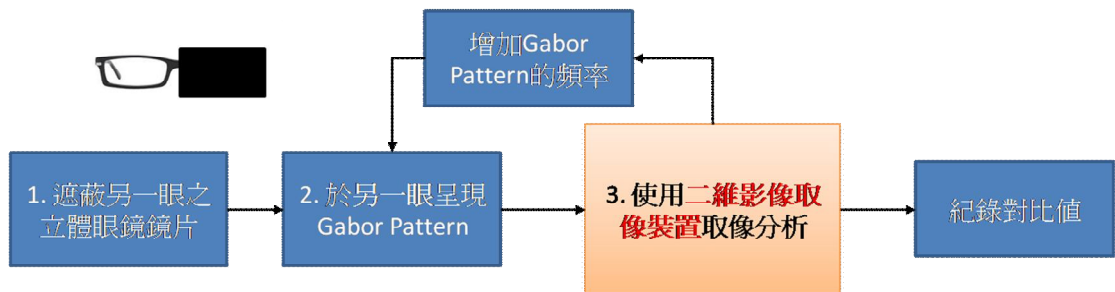 增加Gabor
Pattern的頻率
1. 遮蔽另一眼之
立體眼鏡鏡片
2. 於另一眼呈現
Gabor Pattern
3. 使用二維影像取
像裝置取像分析
紀錄對比值